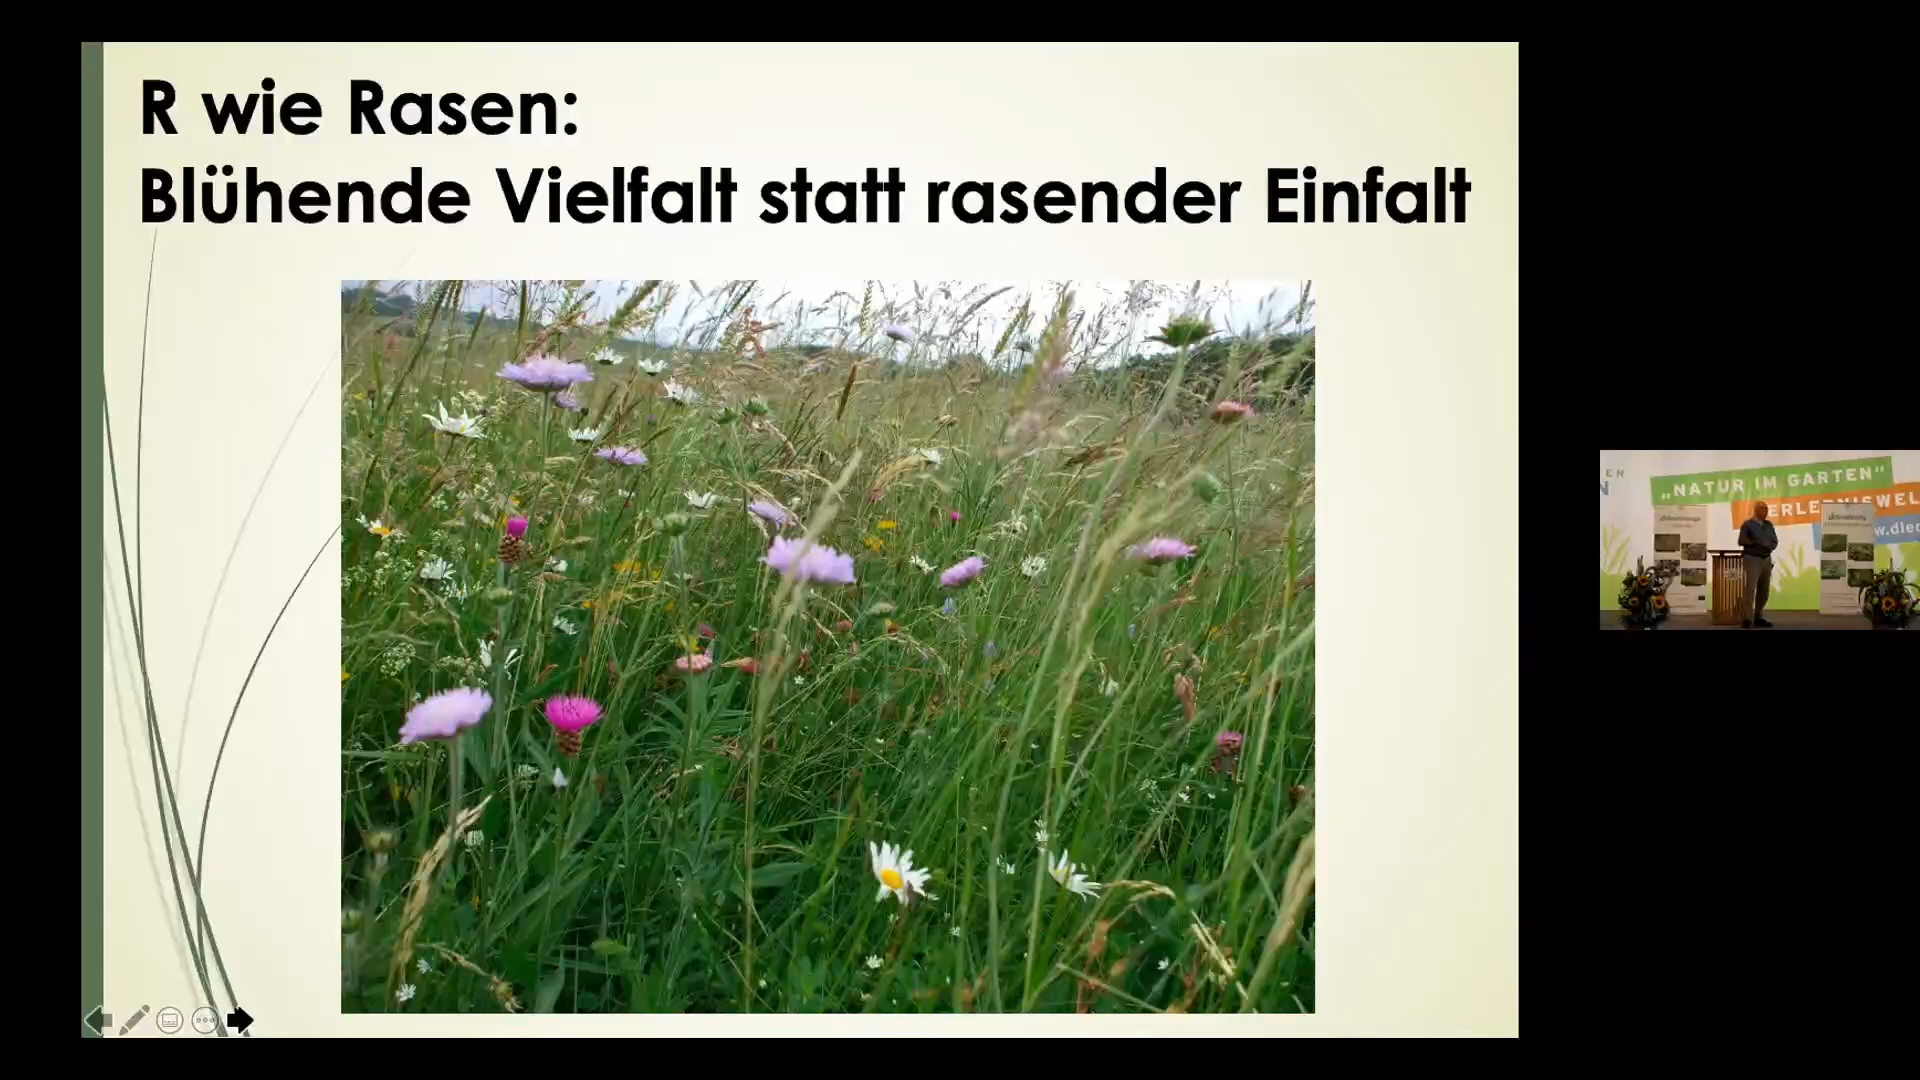 R wie Rasen:
Blühende Vielfalt statt rasender Einfalt
„NATUR IM GARTEN“